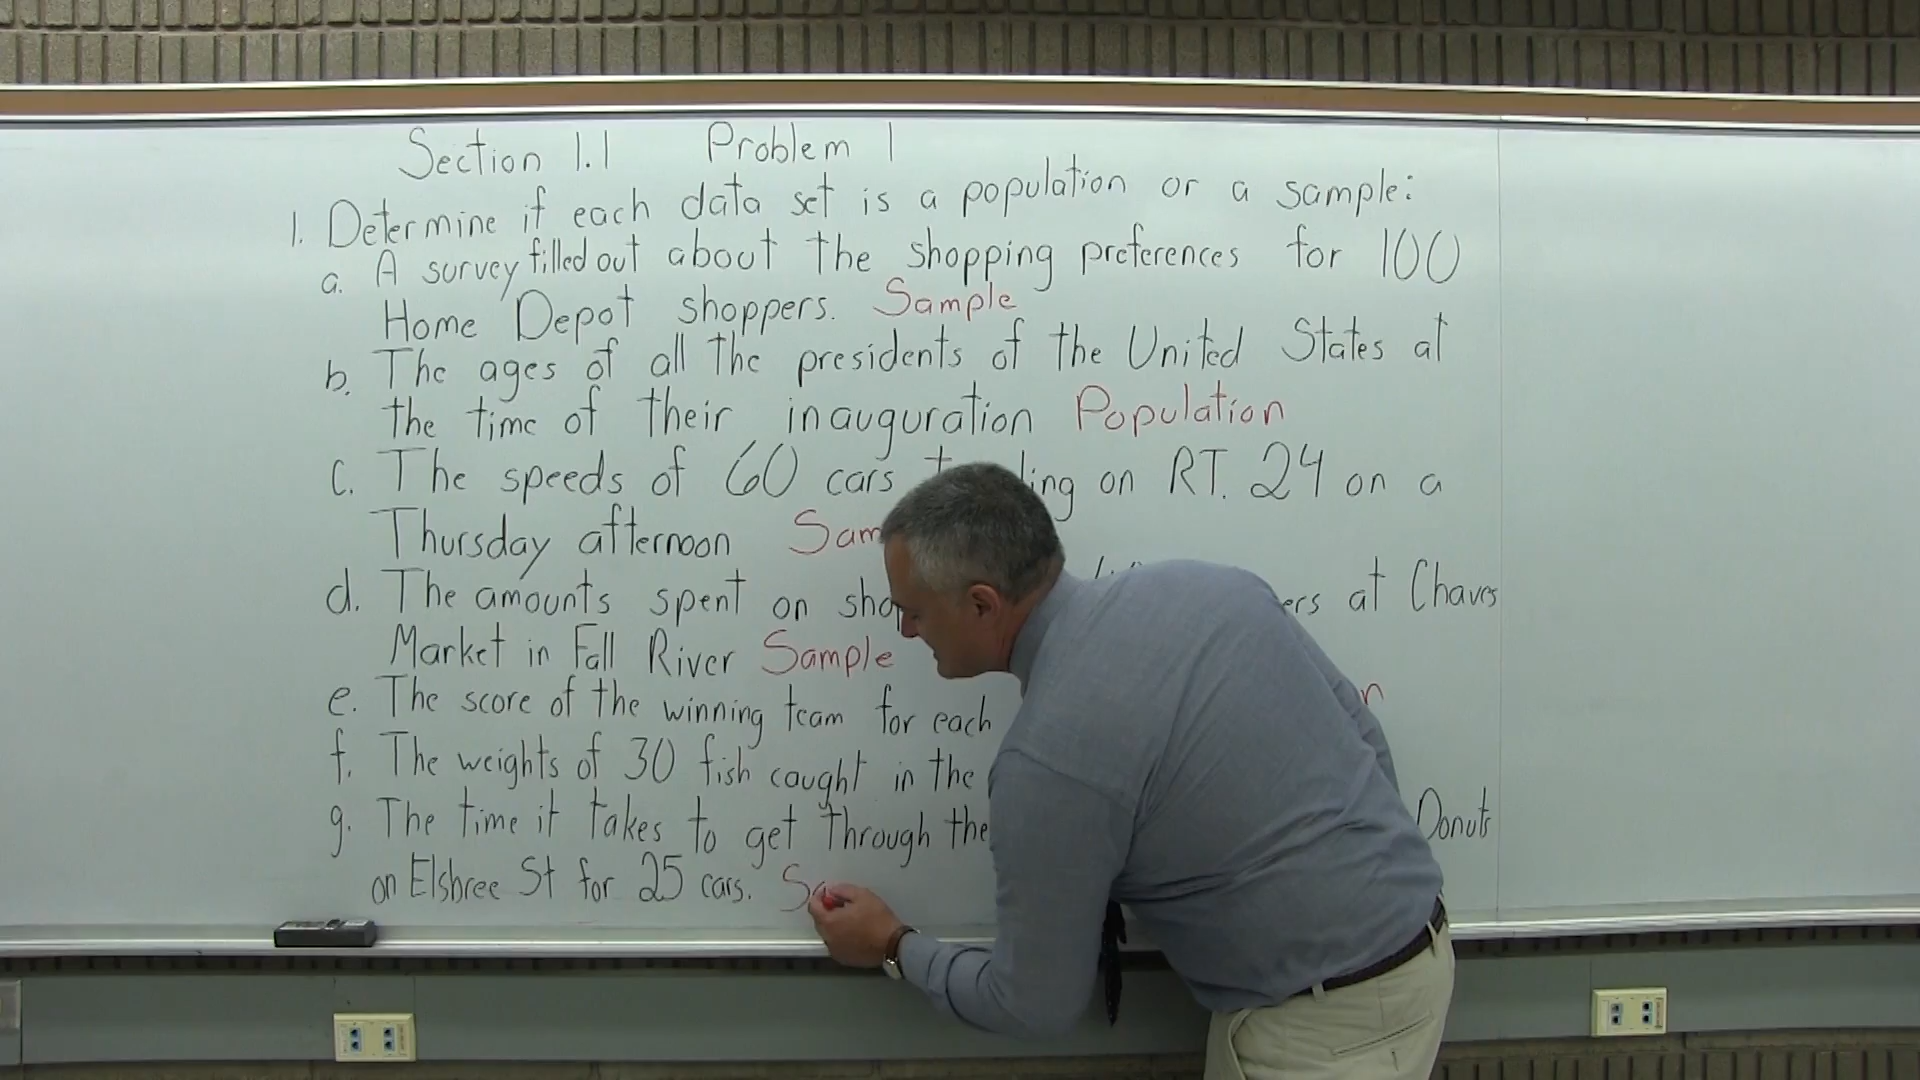 Section 1.1 Problem 1
1. Determine if each data set is a population or a sample:
a. A survey filled out about the shopping preferences for 100
Home Depot shoppers. Sample
b. The ages of all the presidents of the United States at
the time of their inauguration Population
c. The speeds of 60 cars on RT. 24 on a
Thursday afternoon
d. The amounts spent on at Chaves
Market in Fall River Sample
e. The score of the winning team for each
f. The weights of 30 fish caught in the
g. The time it takes to get through the Donuts
on Elsbree St for 25 cars.